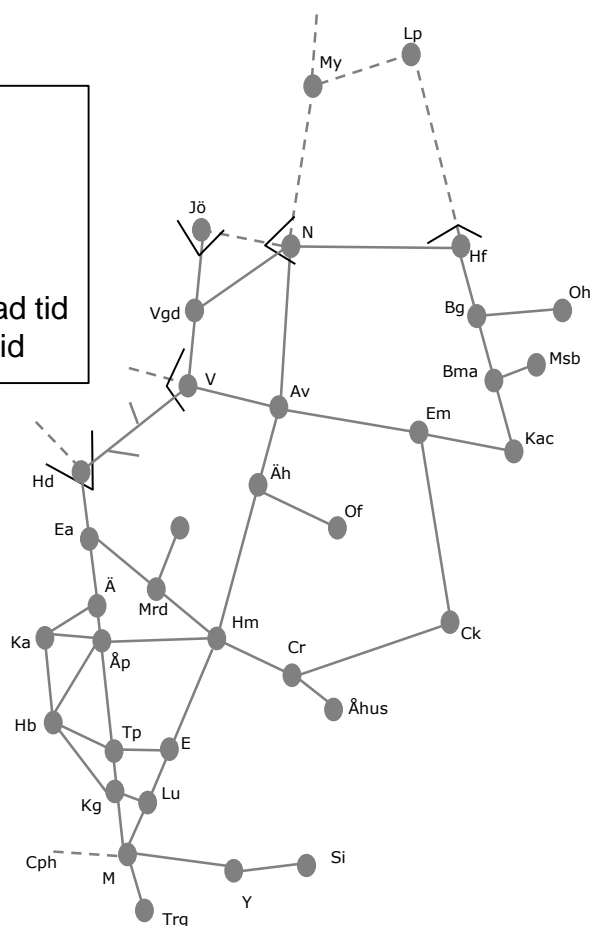 Lp
My
Jö
N
Hf
ad tid
id
Vgd
Bg
Oh
Msb
Bma
V
Av
Em
Kac
Hd
Äh
Of
Ea
Ä
Mrd
Hm
Ka
Åp
Cr
Ck
Åhus
Hb
Tp
E
Kg
Lu
Cph
M
Si
Y
Trg